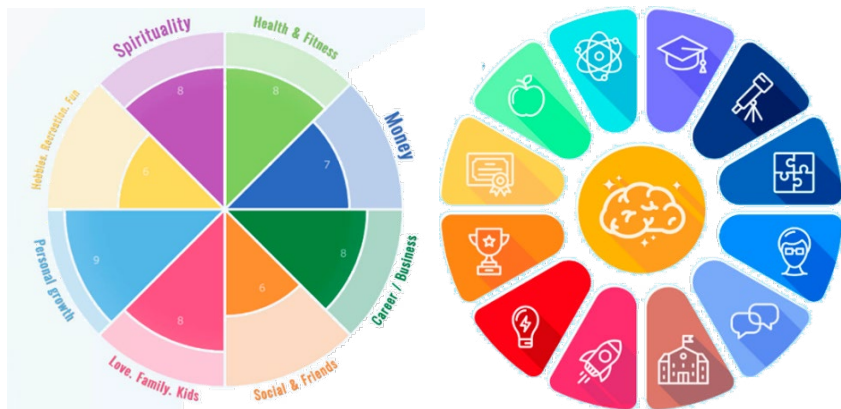 Spirituality
8
Health & Fitness
8
Money
7
Career / Business
8
Social & Friends
6
Love, Family, Kids
8
Personal growth
9
Hobbies, Recreation, Fun
6